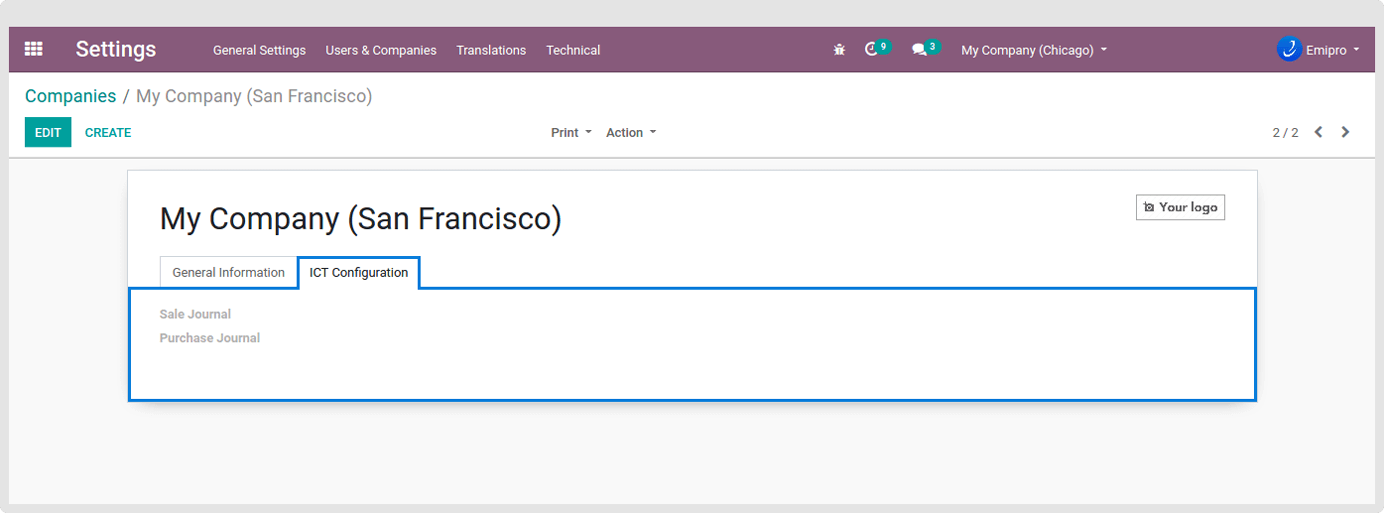 Settings General Settings Users & Companies Translations Technical 9 3 My Company (Chicago) Emipro
Companies / My Company (San Francisco)
EDIT CREATE Print Action 2 / 2
My Company (San Francisco) Your logo
General Information ICT Configuration
Sale Journal
Purchase Journal